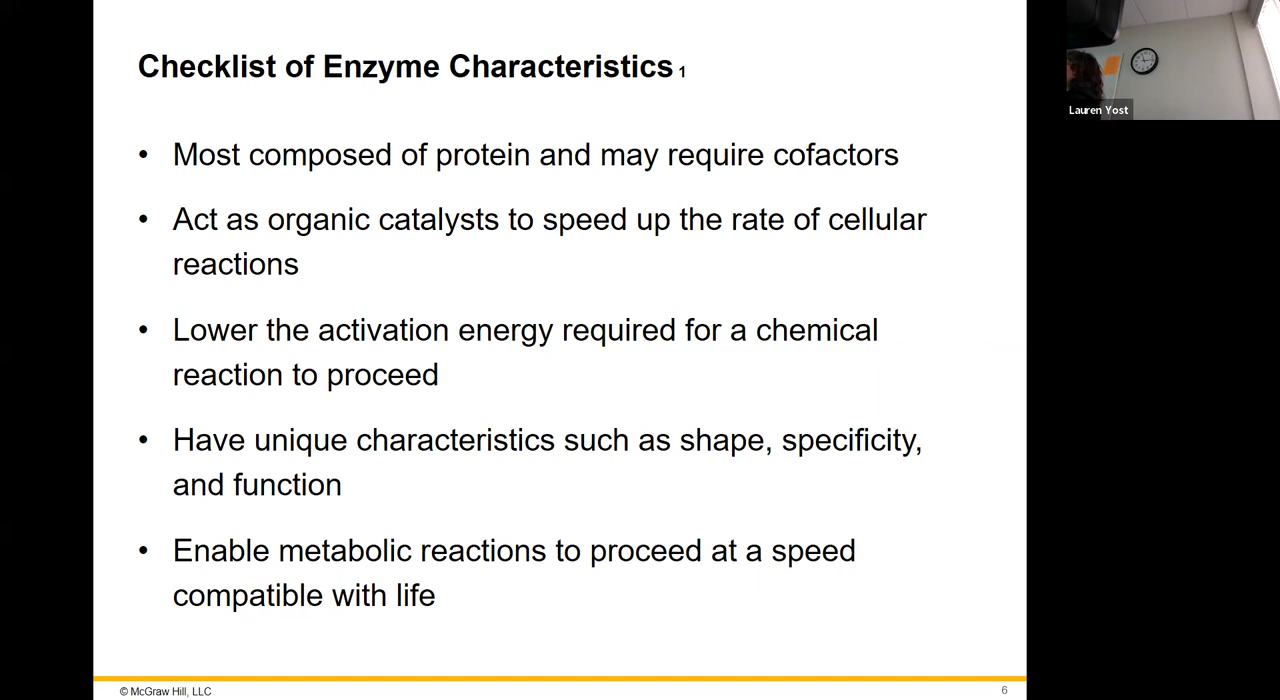 Checklist of Enzyme Characteristics 1
• Most composed of protein and may require cofactors
• Act as organic catalysts to speed up the rate of cellular
reactions
• Lower the activation energy required for a chemical
reaction to proceed
• Have unique characteristics such as shape, specificity,
and function
• Enable metabolic reactions to proceed at a speed
compatible with life
© McGraw Hill, LLC
6
Lauren Yost